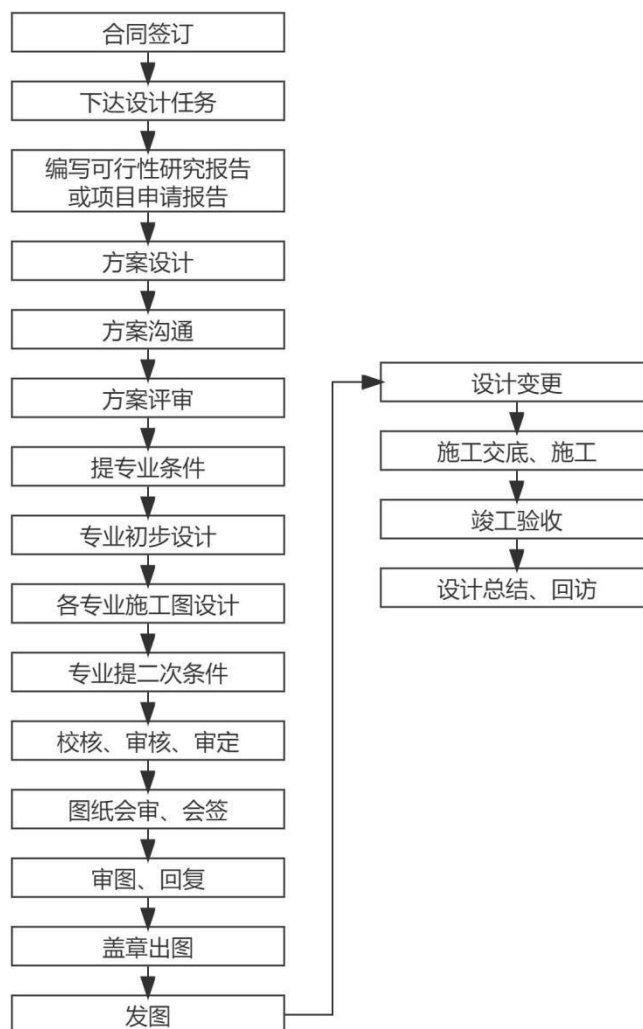 合同签订
下达设计任务
编写可行性研究报告
或项目申请报告
方案设计
方案沟通
方案评审
提专业条件
专业初步设计
各专业施工图设计
专业提二次条件
校核、审核、审定
图纸会审、会签
审图、回复
盖章出图
发图
设计变更
施工交底、施工
竣工验收
设计总结、回访